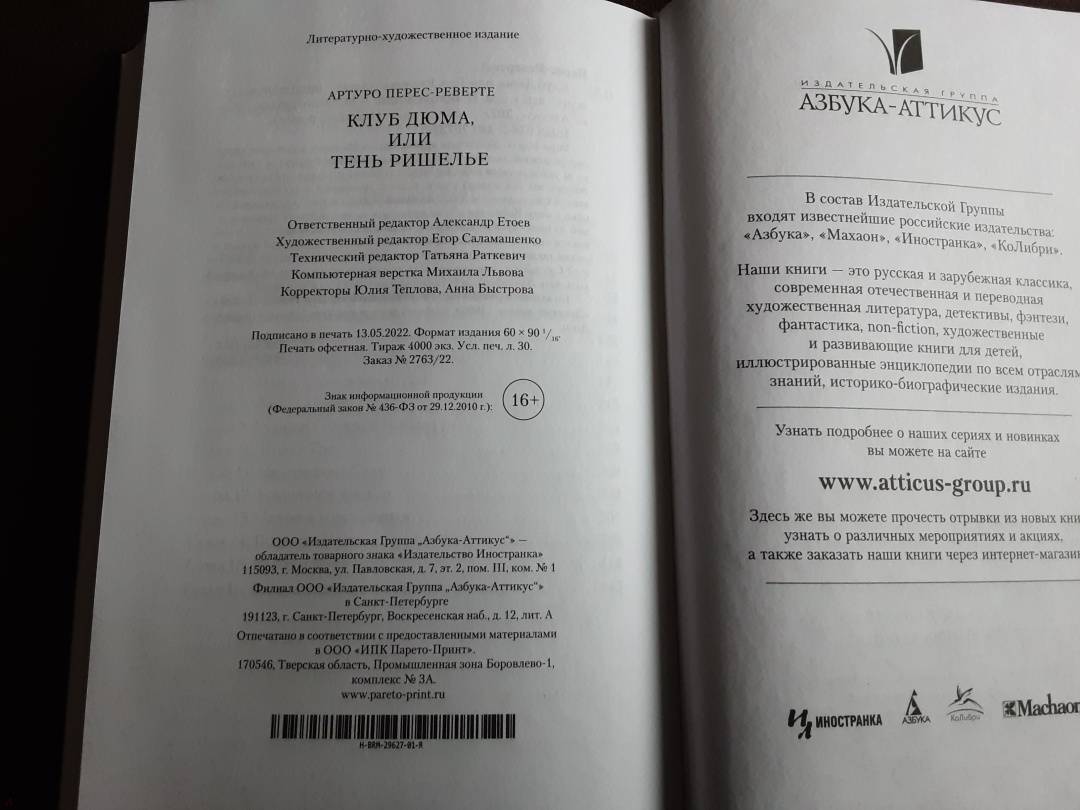 Литературно-художественное издание
АРТУРО ПЕРЕС-РЕВЕРТЕ
КЛУБ ДЮМА,
ИЛИ
ТЕНЬ РИШЕЛЬЕ
Ответственный редактор Александр Етоев
Художественный редактор Егор Саламашенко
Технический редактор Татьяна Раткевич
Компьютерная верстка Михаила Львова
Корректоры Юлия Теплова, Анна Быстрова
Подписано в печать 13.05.2022. Формат издания 60 × 90 1/16.
Печать офсетная. Тираж 4000 экз. Усл. печ. л. 30.
Заказ № 2763/22.
Знак информационной продукции
(Федеральный закон № 436-ФЗ от 29.12.2010 г.):
16+
ООО «Издательская Группа „Азбука-Аттикус“» —
обладатель товарного знака «Издательство Иностранка»
115093, г. Москва, ул. Павловская, д. 7, эт. 2, пом. III, ком. № 1
Филиал ООО «Издательская Группа „Азбука-Аттикус“»
в Санкт-Петербурге
191123, г. Санкт-Петербург, Воскресенская наб., д. 12, лит. А
Отпечатано в соответствии с предоставленными материалами
в ООО «ИПК Парето-Принт».
170546, Тверская область, Промышленная зона Боровлево-1,
комплекс № 3А.
www.pareto-print.ru
H-BRM-29627-01-R
ИЗДАТЕЛЬСКАЯ ГРУППА
АЗБУКА-АТТИКУС
В состав Издательской Группы
входят известнейшие российские издательства:
«Азбука», «Махаон», «Иностранка», «КоЛибри».
Наши книги — это русская и зарубежная классика,
современная отечественная и переводная
художественная литература, детективы, фэнтези,
фантастика, non-fiction, художественные
и развивающие книги для детей,
иллюстрированные энциклопедии по всем отраслям
знаний, историко-биографические издания.
Узнать подробнее о наших сериях и новинках
вы можете на сайте
www.atticus-group.ru
Здесь же вы можете прочесть отрывки из новых кни
узнать о различных мероприятиях и акциях,
а также заказать наши книги через интернет-магазин
ИЛ ИНОСТРАНКА
АЗБУКА
КоЛибри
Machaon